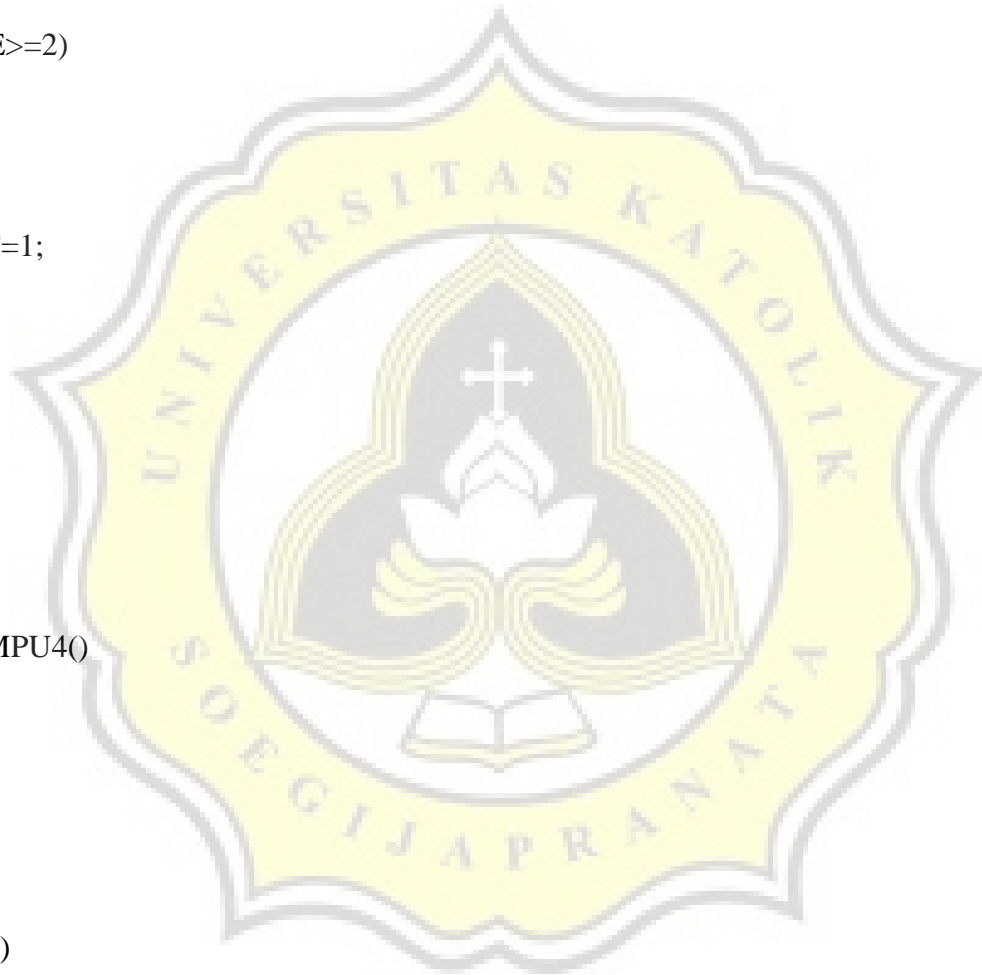 E>=2)
=1;
MPU4()
)
UNIVERSITAS KATOLIK
SOEGIJAPRANATA